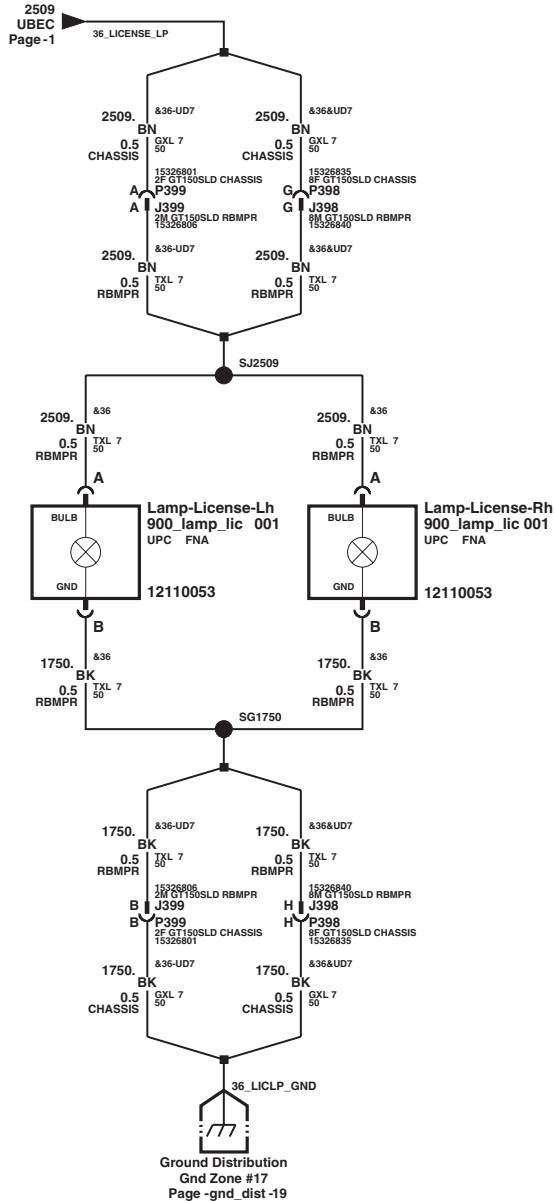 2509
UBEC
Page-1
36_LICENSE_LP
2509. &36-UD7
BN
0.5 GXL 7
CHASSIS 50
2509. &36&UD7
BN
0.5 GXL 7
CHASSIS 50
15326801
2F GT150SLD CHASSIS
A P399
A J399
2M GT150SLD RBMPR
15326806
15326835
8F GT150SLD CHASSIS
G P398
G J398
8M GT150SLD RBMPR
15326840
2509. &36-UD7
BN
0.5 TXL 7
RBMPR 50
2509. &36&UD7
BN
0.5 TXL 7
RBMPR 50
SJ2509
2509. &36
BN
0.5 TXL 7
RBMPR 50
2509. &36
BN
0.5 TXL 7
RBMPR 50
A
BULB
GND
B
Lamp-License-Lh
900_lamp_lic 001
UPC FNA
12110053
A
BULB
GND
B
Lamp-License-Rh
900_lamp_lic 001
UPC FNA
12110053
1750. &36
BK
0.5 TXL 7
RBMPR 50
1750. &36
BK
0.5 TXL 7
RBMPR 50
SG1750
1750. &36-UD7
BK
0.5 TXL 7
RBMPR 50
1750. &36&UD7
BK
0.5 TXL 7
RBMPR 50
15326806
2M GT150SLD RBMPR
B J399
B P399
2F GT150SLD CHASSIS
15326801
15326840
8M GT150SLD RBMPR
H J398
H P398
8F GT150SLD CHASSIS
15326835
1750. &36-UD7
BK
0.5 GXL 7
CHASSIS 50
1750. &36&UD7
BK
0.5 GXL 7
CHASSIS 50
36_LICLP_GND
Ground Distribution
Gnd Zone #17
Page -gnd_dist -19